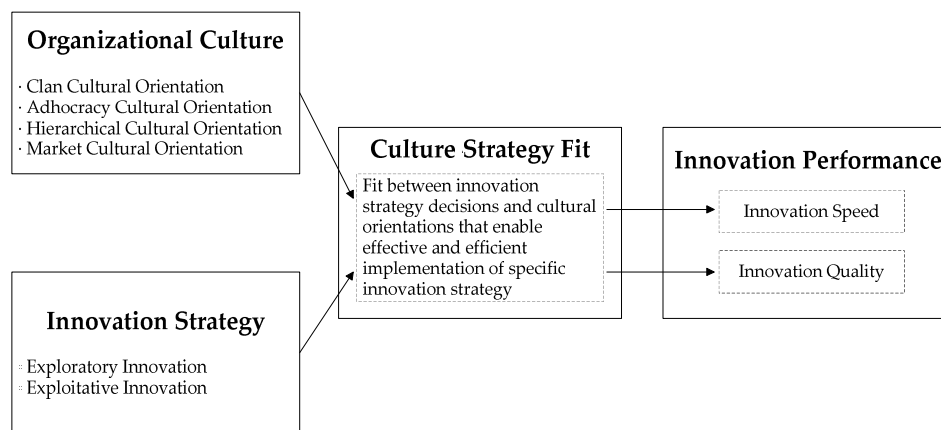 Organizational Culture
· Clan Cultural Orientation
· Adhocracy Cultural Orientation
· Hierarchical Cultural Orientation
· Market Cultural Orientation
Innovation Strategy
Exploratory Innovation
Exploitative Innovation
Culture Strategy Fit
Fit between innovation
strategy decisions and cultural
orientations that enable
effective and efficient
implementation of specific
innovation strategy
Innovation Performance
Innovation Speed
Innovation Quality